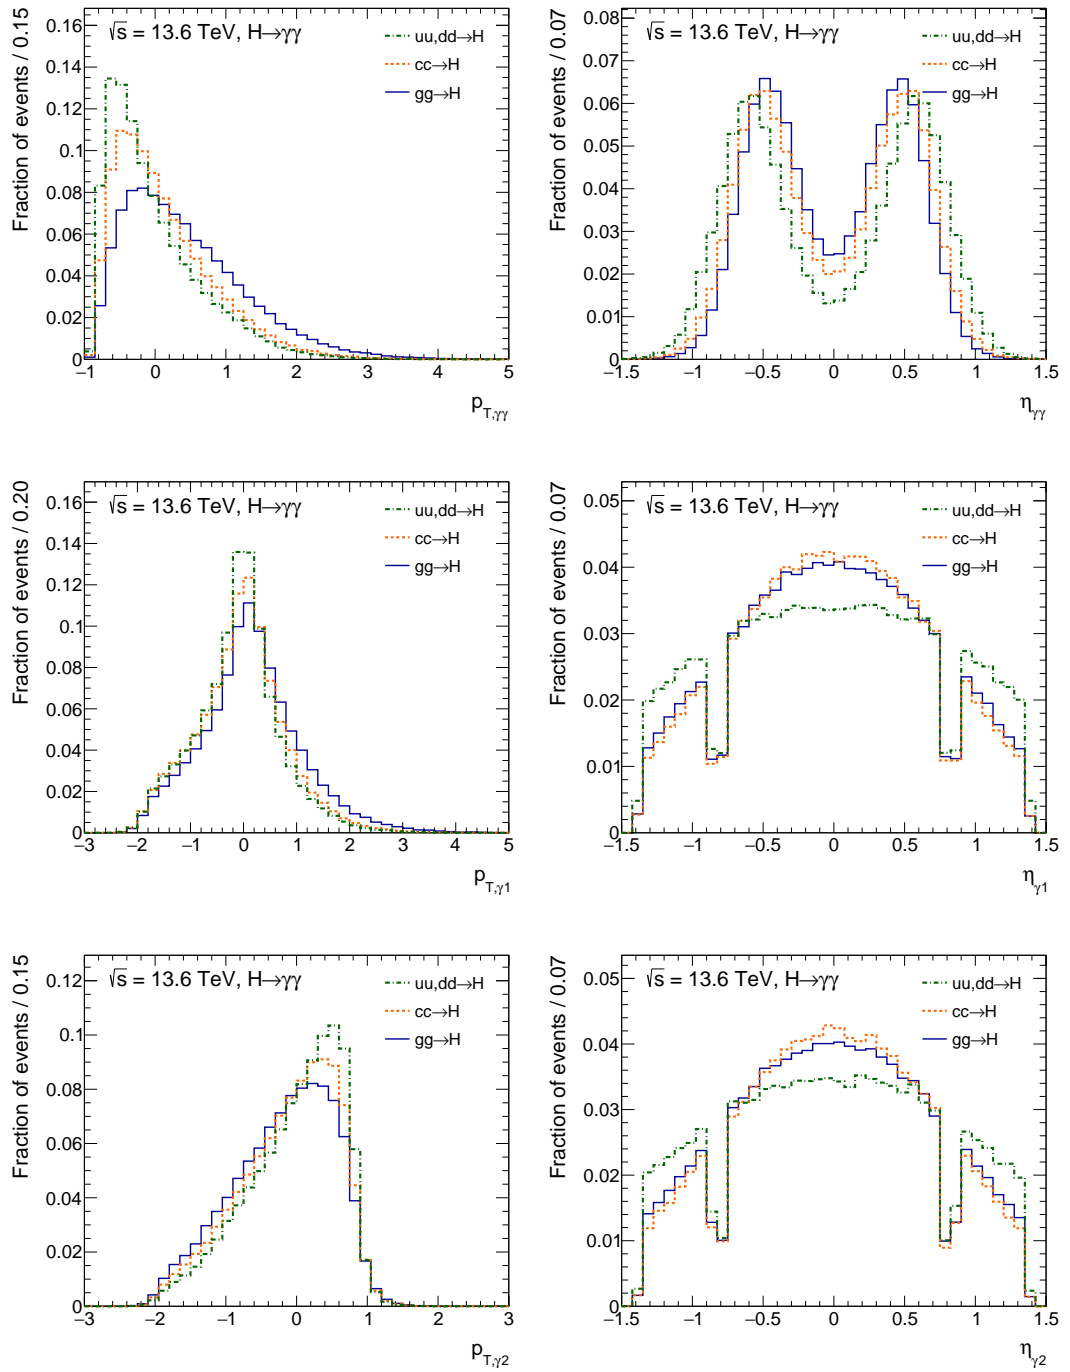 Fraction of events / 0.15
√s = 13.6 TeV, H→γγ
uu,dd→H
cc→H
gg→H
0.16
0.14
0.12
0.1
0.08
0.06
0.04
0.02
0
−1 0 1 2 3 4 5
p_T,γγ
Fraction of events / 0.07
√s = 13.6 TeV, H→γγ
uu,dd→H
cc→H
gg→H
0.08
0.07
0.06
0.05
0.04
0.03
0.02
0.01
0
−1.5 −1 −0.5 0 0.5 1 1.5
η_γγ
Fraction of events / 0.20
√s = 13.6 TeV, H→γγ
uu,dd→H
cc→H
gg→H
0.16
0.14
0.12
0.1
0.08
0.06
0.04
0.02
0
−3 −2 −1 0 1 2 3 4 5
p_T,γ1
Fraction of events / 0.07
√s = 13.6 TeV, H→γγ
uu,dd→H
cc→H
gg→H
0.05
0.04
0.03
0.02
0.01
0
−1.5 −1 −0.5 0 0.5 1 1.5
η_γ1
Fraction of events / 0.15
√s = 13.6 TeV, H→γγ
uu,dd→H
cc→H
gg→H
0.12
0.1
0.08
0.06
0.04
0.02
0
−3 −2 −1 0 1 2 3
p_T,γ2
Fraction of events / 0.07
√s = 13.6 TeV, H→γγ
uu,dd→H
cc→H
gg→H
0.05
0.04
0.03
0.02
0.01
0
−1.5 −1 −0.5 0 0.5 1 1.5
η_γ2